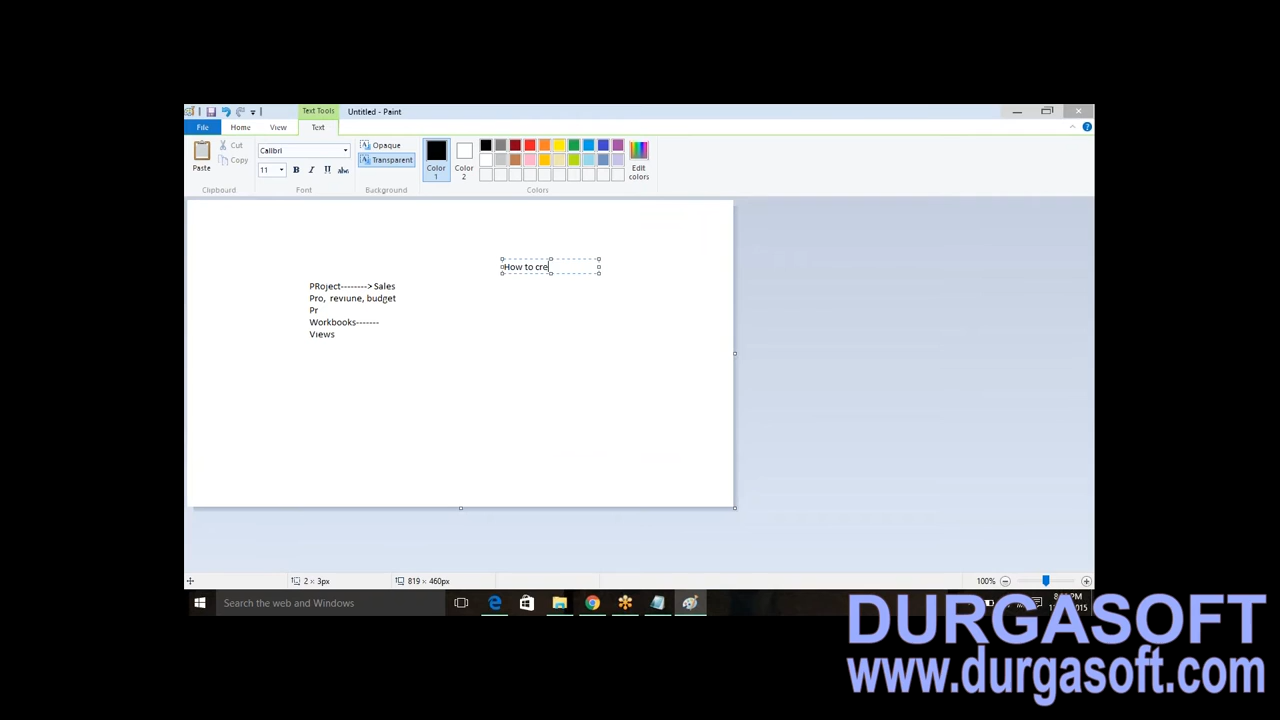 Text Tools
Untitled - Paint
File
Home
View
Text
Paste
Cut
Copy
Clipboard
Calibri
11
B
I
U
abc
Font
Opaque
Transparent
Background
Color 1
Color 2
Edit colors
Colors
How to cre
PRoject--------> Sales
Pro, reviune, budget
Pr
Workbooks-------
Views
2 × 3px
819 × 460px
100%
Search the web and Windows
DURGASOFT
www.durgasoft.com